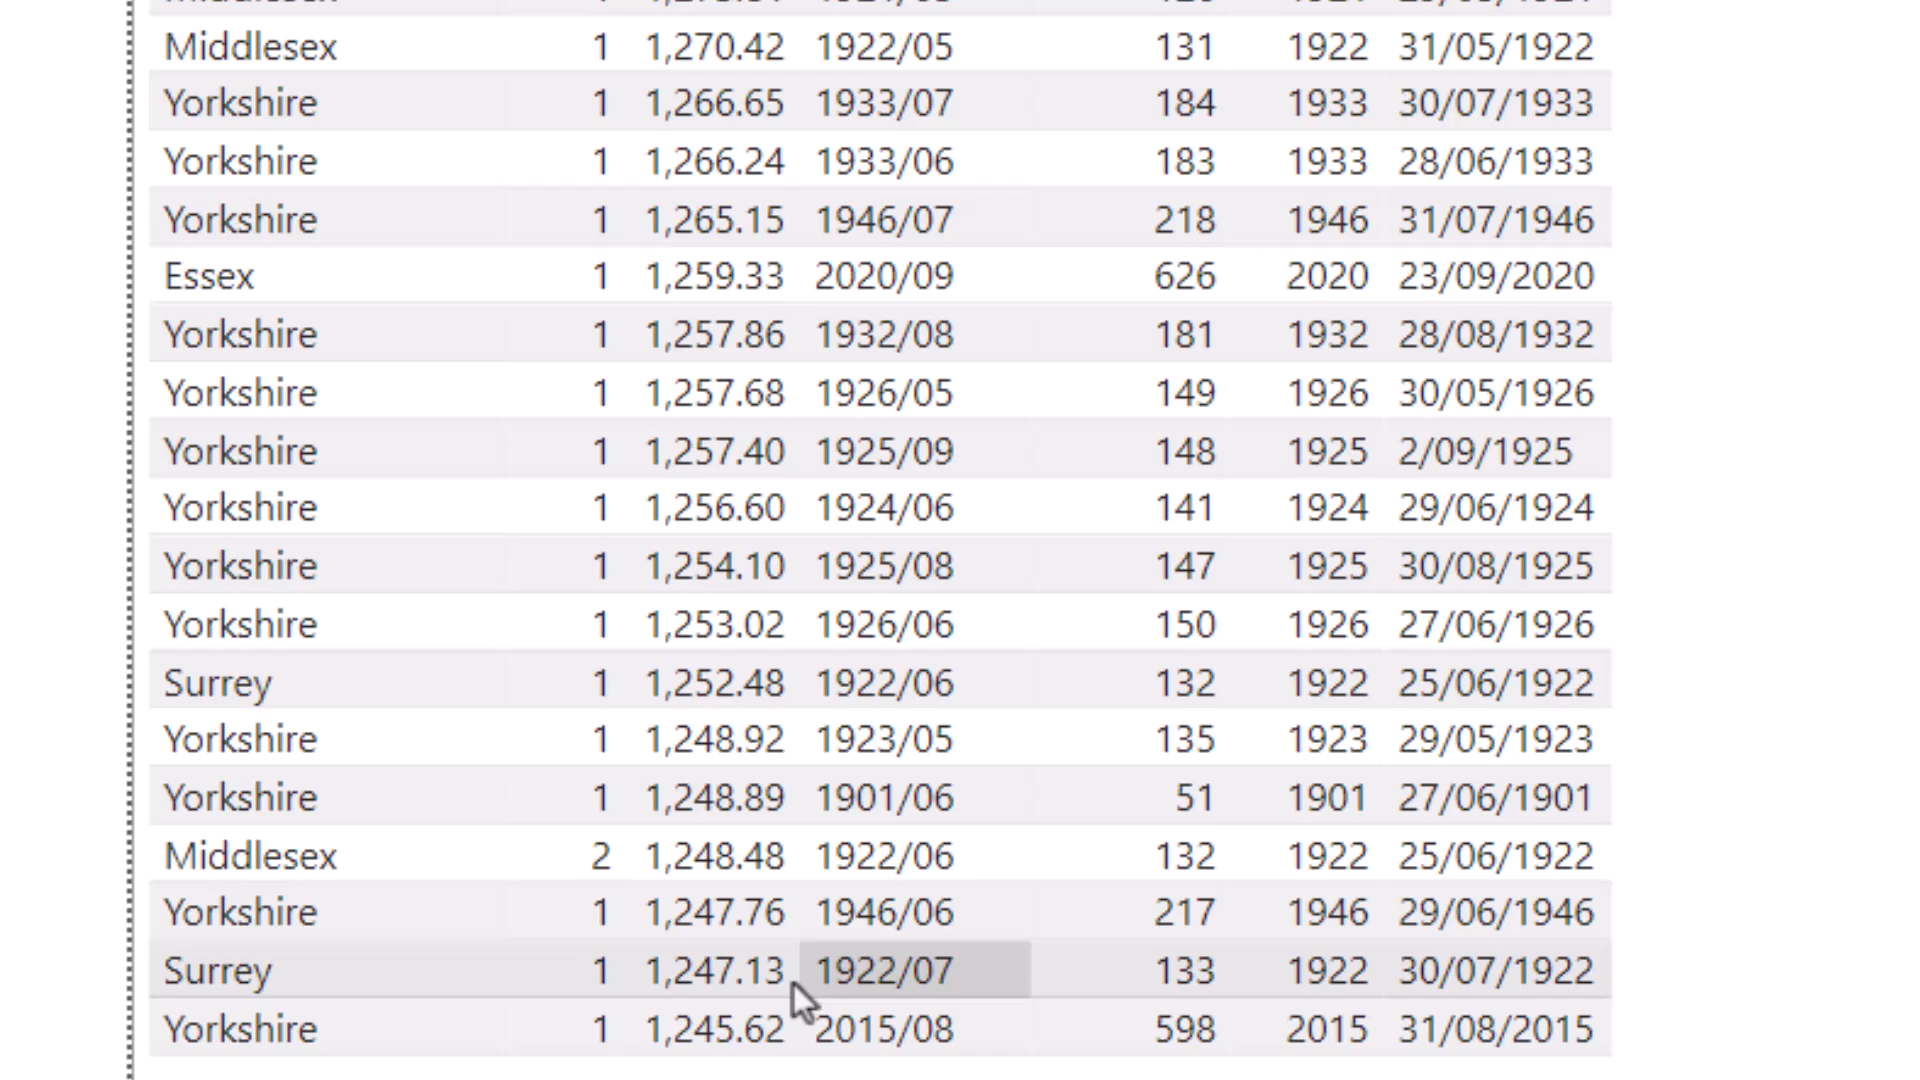 Middlesex 1 1,270.42 1922/05 131 1922 31/05/1922
Yorkshire 1 1,266.65 1933/07 184 1933 30/07/1933
Yorkshire 1 1,266.24 1933/06 183 1933 28/06/1933
Yorkshire 1 1,265.15 1946/07 218 1946 31/07/1946
Essex 1 1,259.33 2020/09 626 2020 23/09/2020
Yorkshire 1 1,257.86 1932/08 181 1932 28/08/1932
Yorkshire 1 1,257.68 1926/05 149 1926 30/05/1926
Yorkshire 1 1,257.40 1925/09 148 1925 2/09/1925
Yorkshire 1 1,256.60 1924/06 141 1924 29/06/1924
Yorkshire 1 1,254.10 1925/08 147 1925 30/08/1925
Yorkshire 1 1,253.02 1926/06 150 1926 27/06/1926
Surrey 1 1,252.48 1922/06 132 1922 25/06/1922
Yorkshire 1 1,248.92 1923/05 135 1923 29/05/1923
Yorkshire 1 1,248.89 1901/06 51 1901 27/06/1901
Middlesex 2 1,248.48 1922/06 132 1922 25/06/1922
Yorkshire 1 1,247.76 1946/06 217 1946 29/06/1946
Surrey 1 1,247.13 1922/07 133 1922 30/07/1922
Yorkshire 1 1,245.62 2015/08 598 2015 31/08/2015